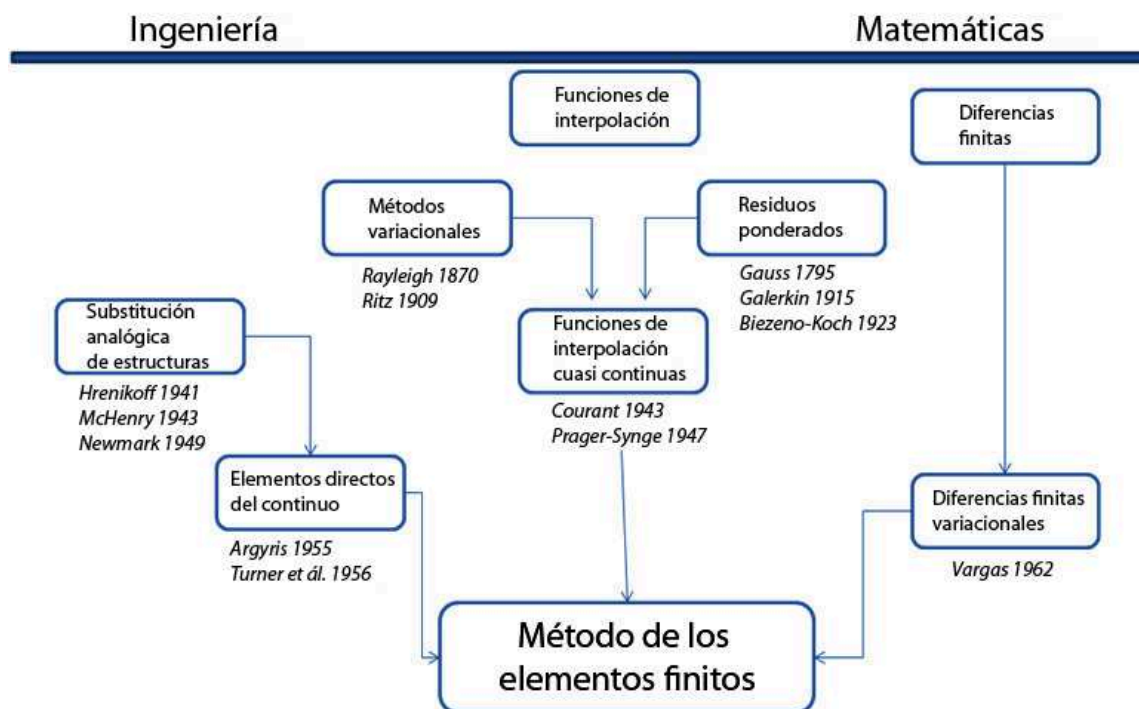 Ingeniería
Matemáticas
Funciones de
interpolación
Diferencias
finitas
Métodos
variacionales
Residuos
ponderados
Rayleigh 1870
Ritz 1909
Gauss 1795
Galerkin 1915
Biezeno-Koch 1923
Substitución
analógica
de estructuras
Funciones de
interpolación
cuasi continuas
Hrenikoff 1941
McHenry 1943
Newmark 1949
Courant 1943
Prager-Synge 1947
Elementos directos
del continuo
Diferencias finitas
variacionales
Argyris 1955
Turner et ál. 1956
Vargas 1962
Método de los
elementos finitos